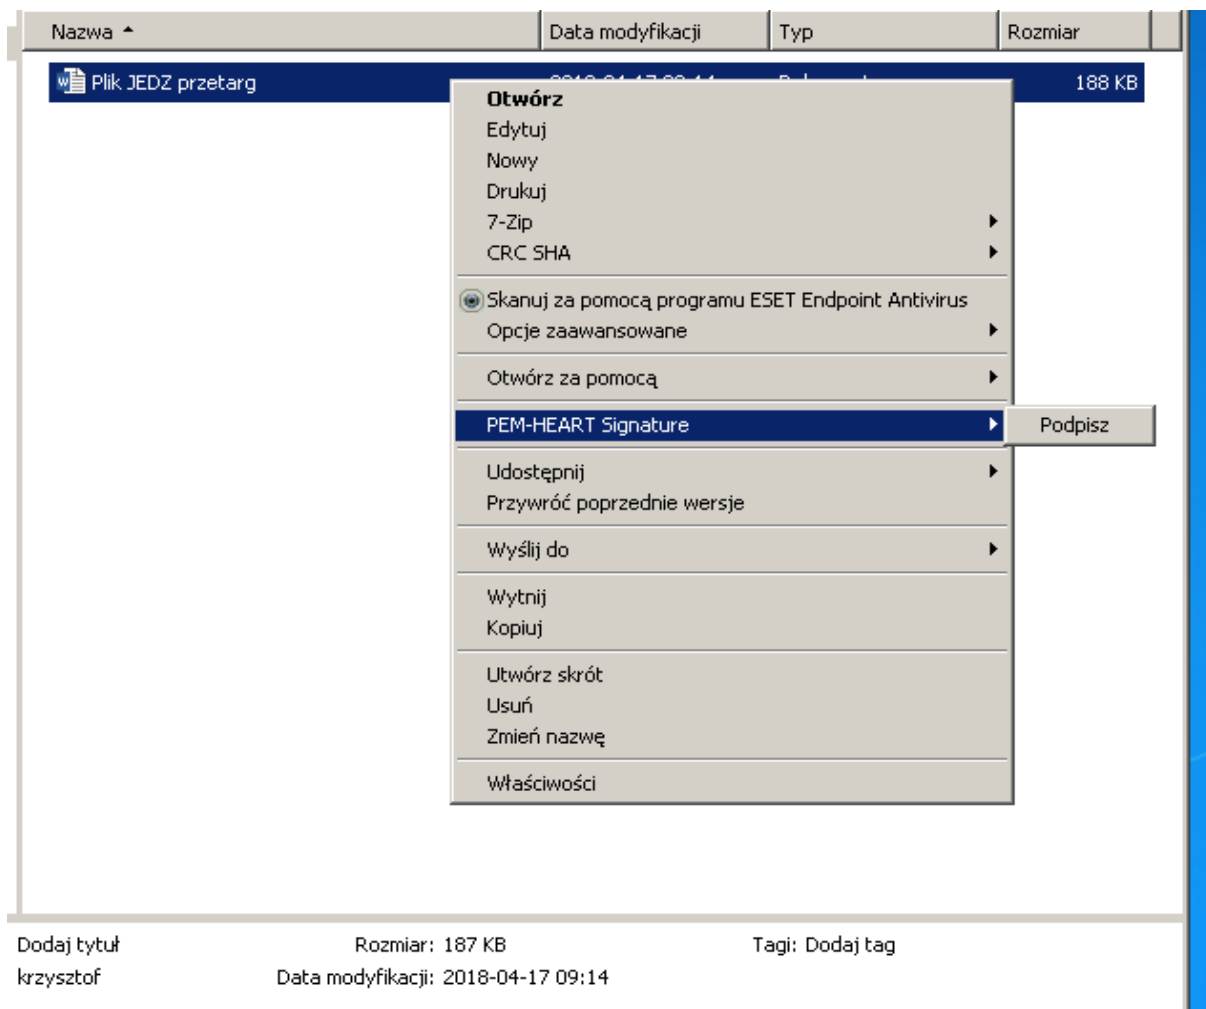 Nazwa Data modyfikacji Typ Rozmiar
Plik JEDZ przetarg 188 KB
Otwórz
Edytuj
Nowy
Drukuj
7-Zip
CRC SHA
Skanuj za pomocą programu ESET Endpoint Antivirus
Opcje zaawansowane
Otwórz za pomocą
PEM-HEART Signature Podpisz
Udostępnij
Przywróć poprzednie wersje
Wyślij do
Wytnij
Kopiuj
Utwórz skrót
Usuń
Zmień nazwę
Właściwości
Dodaj tytuł Rozmiar: 187 KB Tagi: Dodaj tag
krzysztof Data modyfikacji: 2018-04-17 09:14